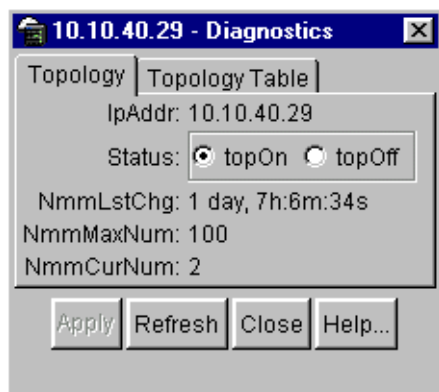 10.10.40.29 - Diagnostics
Topology Topology Table
IpAddr: 10.10.40.29
Status: topOn topOff
NmmLstChg: 1 day, 7h:6m:34s
NmmMaxNum: 100
NmmCurNum: 2
Apply Refresh Close Help...